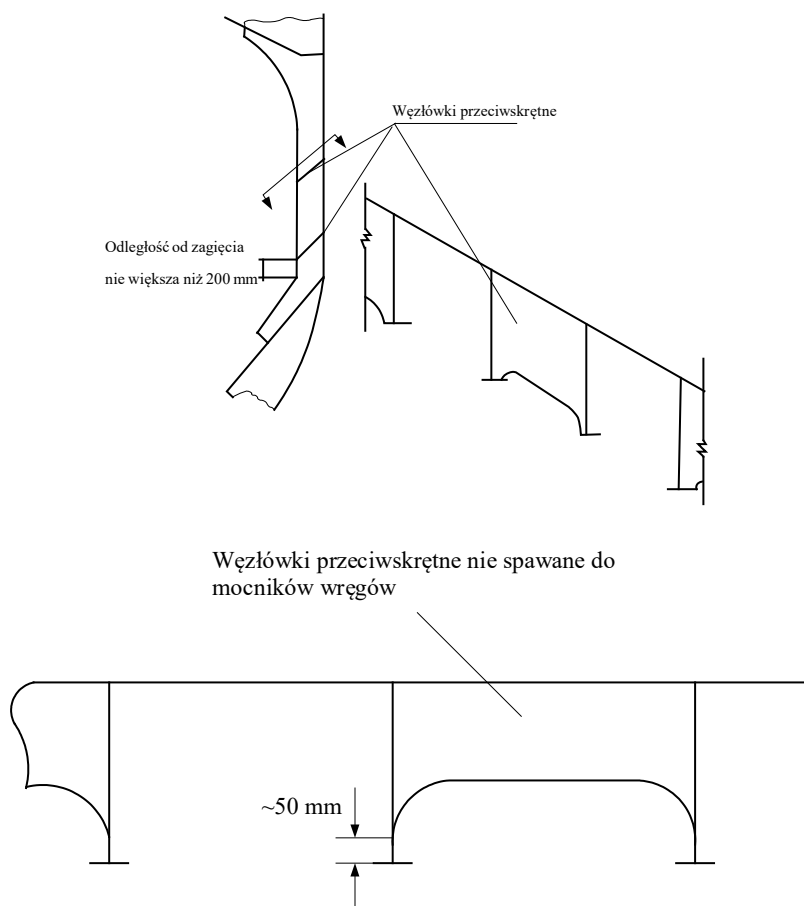 Węzłówki przeciwskrętne
Odległość od zagięcia
nie większa niż 200 mm
Węzłówki przeciwskrętne nie spawane do
mocników wręgów
~50 mm